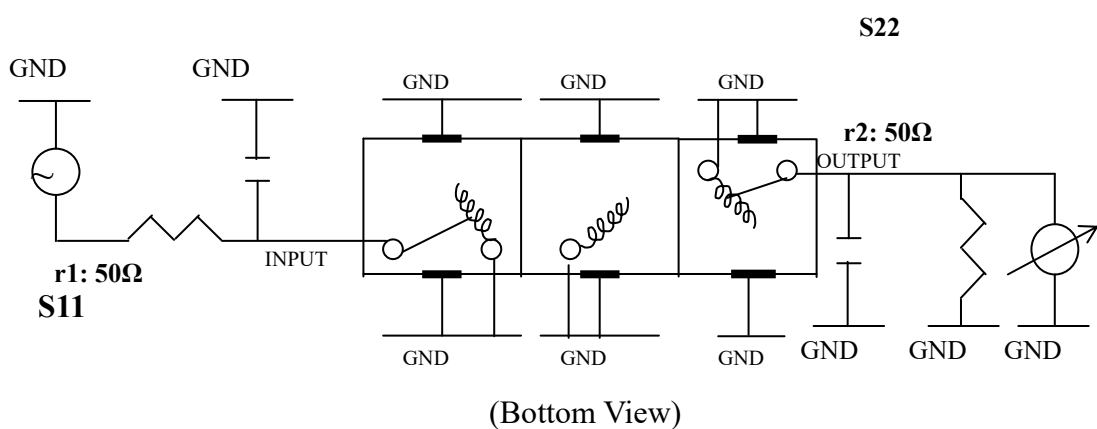 S22
GND
GND
GND
GND
GND
r2: 50Ω
OUTPUT
INPUT
r1: 50Ω
S11
GND
GND
GND
GND
GND
GND
(Bottom View)